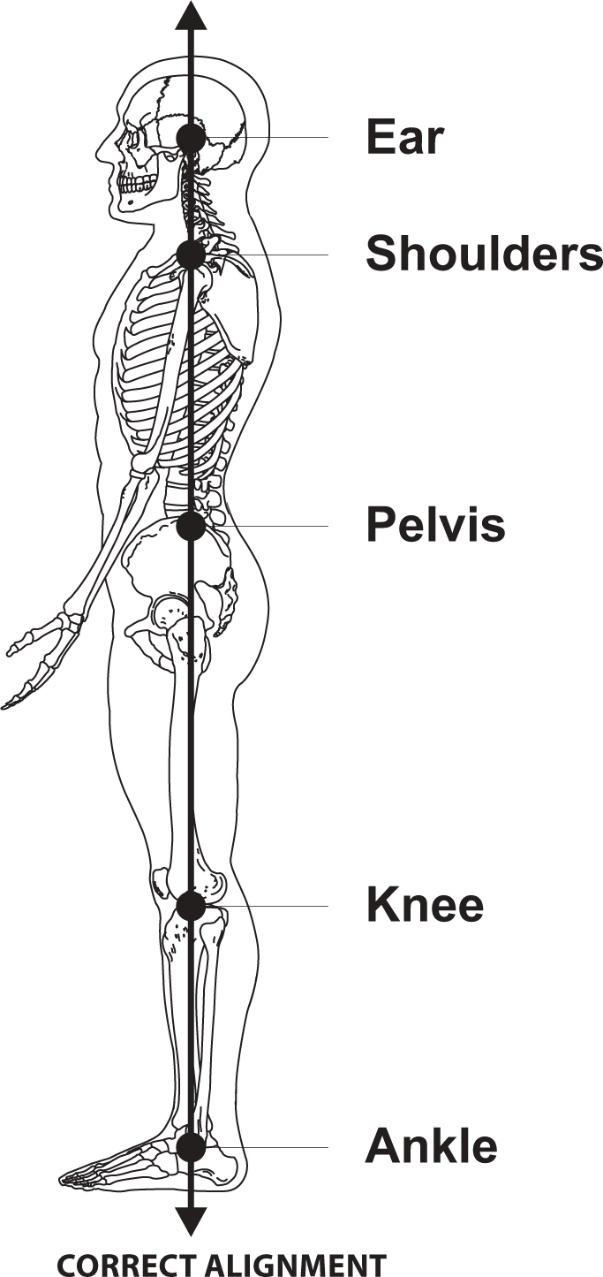 Ear
Shoulders
Pelvis
Knee
Ankle
CORRECT ALIGNMENT